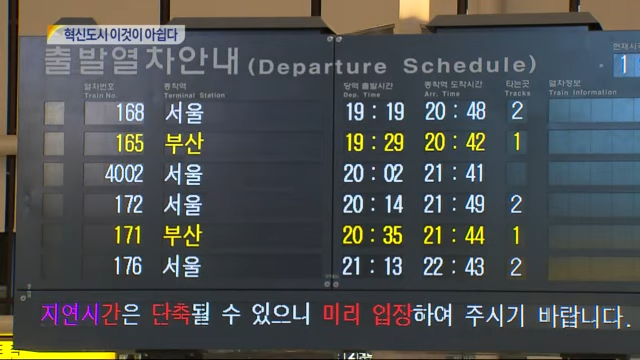 혁신도시 이것이 아쉽다
출발열차안내 (Departure Schedule)
현재시각
열차번호 종착역 당역 출발시간 종착역 도착시간 타는곳 열차정보
Train No. Terminal Station Dep. Time Arr. Time Tracks Train Information
168 서울 19:19 20:48 2
165 부산 19:29 20:42 1
4002 서울 20:02 21:41
172 서울 20:14 21:49 2
171 부산 20:35 21:44 1
176 서울 21:13 22:43 2
지연시간은 단축될 수 있으니 미리 입장하여 주시기 바랍니다.